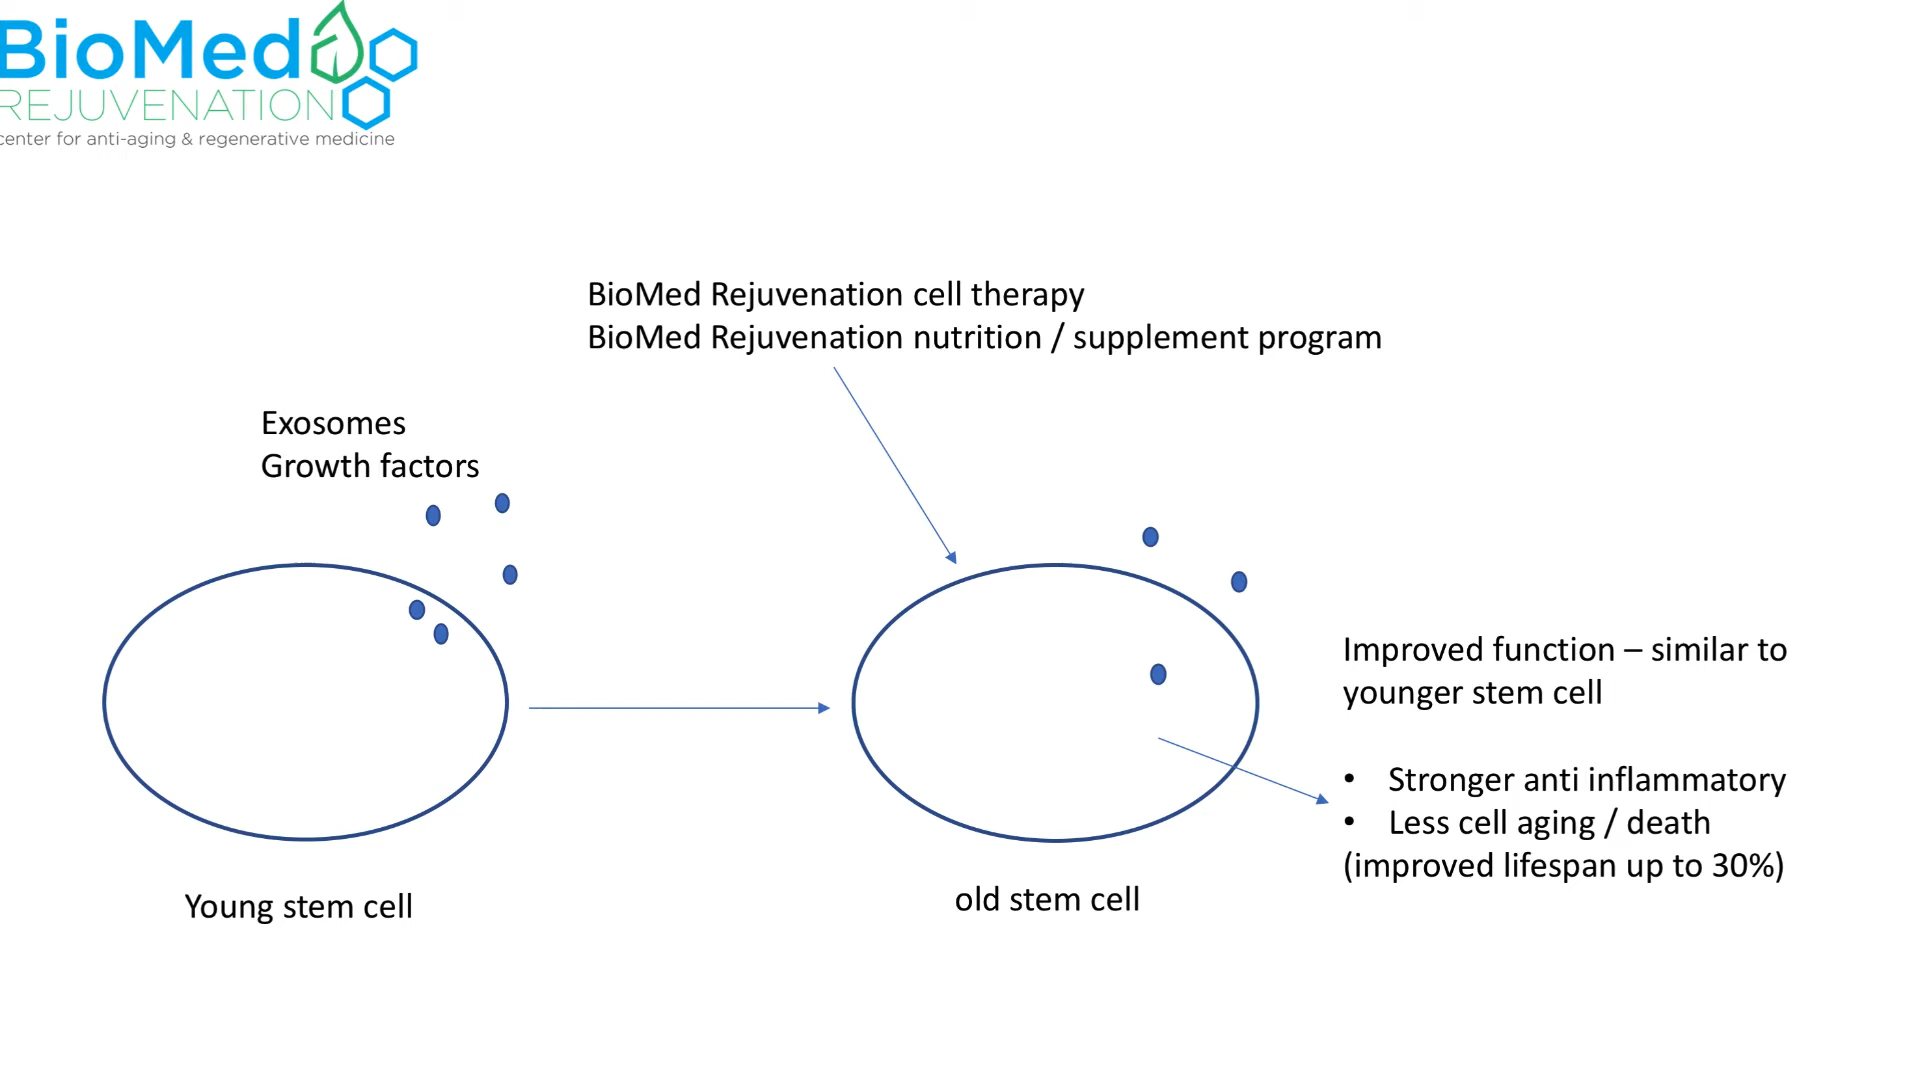 BioMed
REJUVENATION
center for anti-aging & regenerative medicine
BioMed Rejuvenation cell therapy
BioMed Rejuvenation nutrition / supplement program
Exosomes
Growth factors
Improved function – similar to
younger stem cell
• Stronger anti inflammatory
• Less cell aging / death
(improved lifespan up to 30%)
Young stem cell
old stem cell